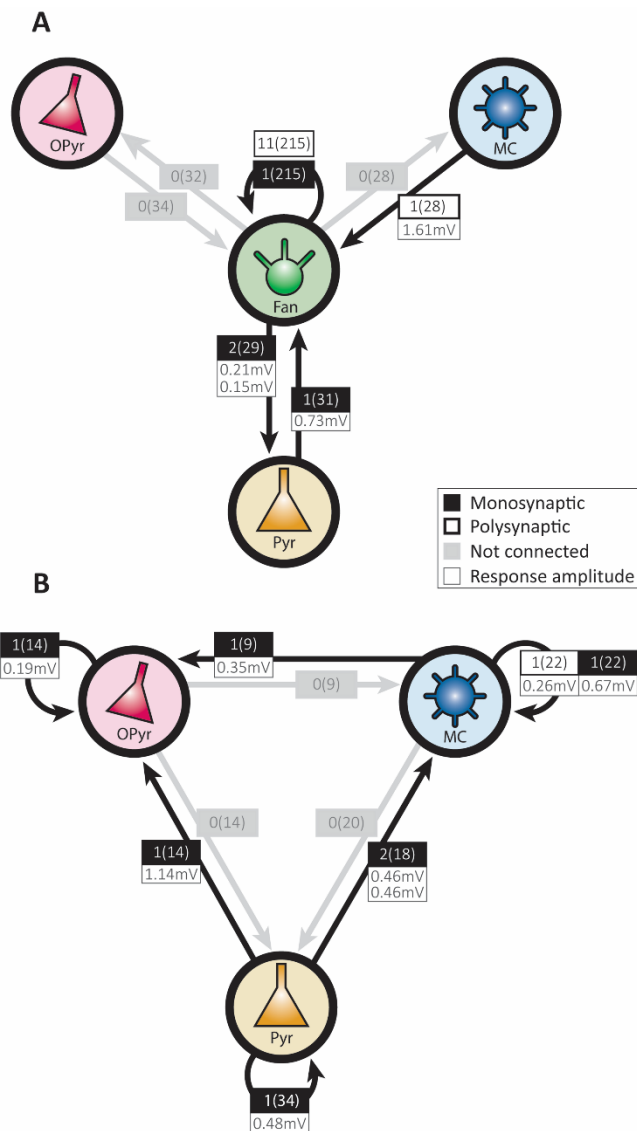 A
OPyr
MC
11(215)
1(215)
0(32)
0(28)
0(34)
1(28)
1.61mV
Fan
2(29)
0.21mV
0.15mV
1(31)
0.73mV
Pyr
Monosynaptic
Polysynaptic
Not connected
Response amplitude
B
1(14)
0.19mV
1(9)
0.35mV
1(22)
0.26mV
1(22)
0.67mV
0(9)
OPyr
MC
0(14)
0(20)
1(14)
1.14mV
2(18)
0.46mV
0.46mV
Pyr
1(34)
0.48mV